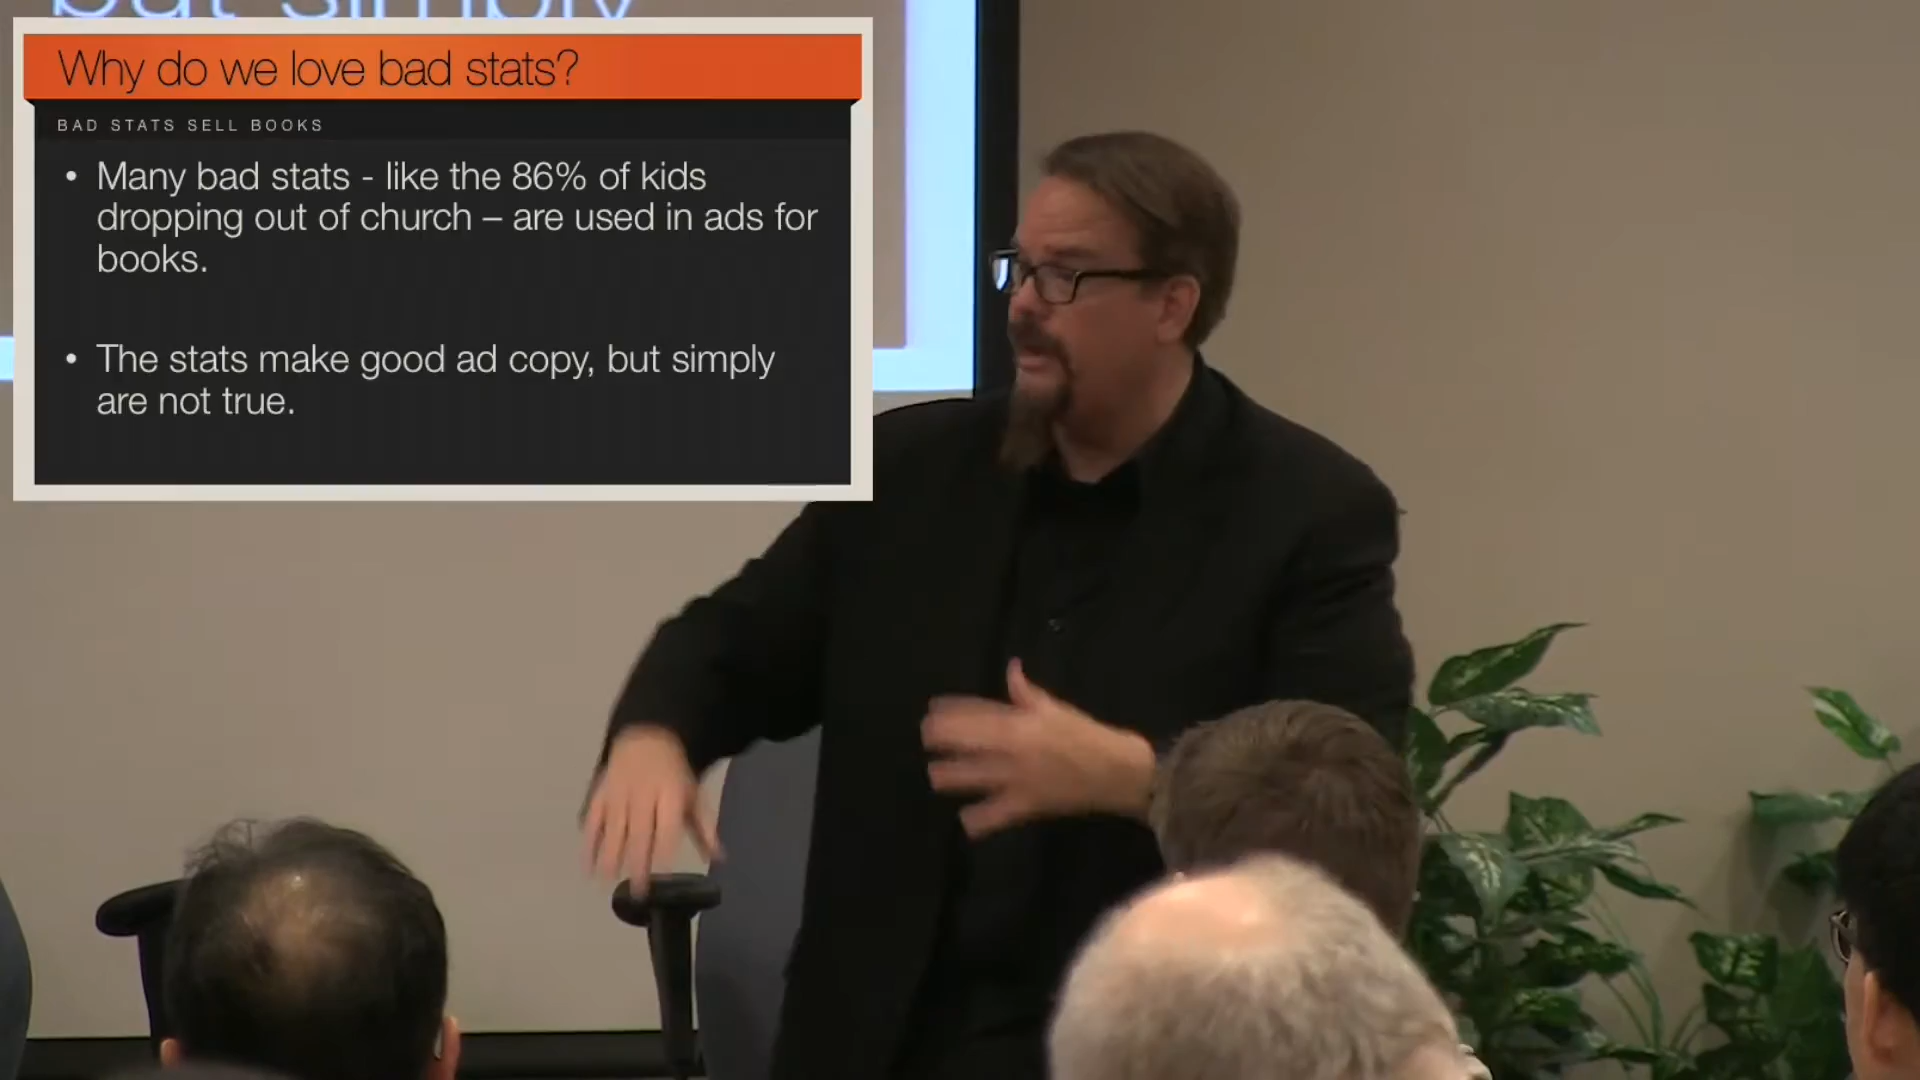 but simply
Why do we love bad stats?
BAD STATS SELL BOOKS
• Many bad stats - like the 86% of kids
dropping out of church – are used in ads for
books.
• The stats make good ad copy, but simply
are not true.